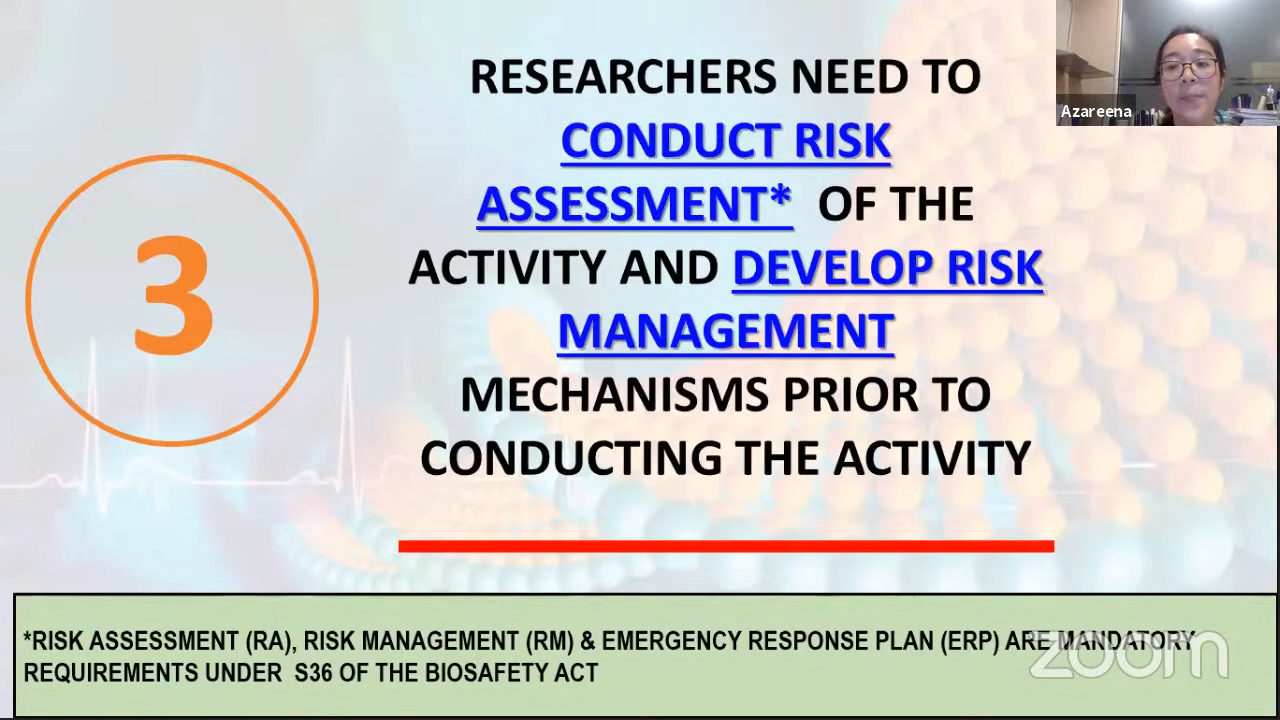 RESEARCHERS NEED TO
CONDUCT RISK
ASSESSMENT* OF THE
ACTIVITY AND DEVELOP RISK
MANAGEMENT
MECHANISMS PRIOR TO
CONDUCTING THE ACTIVITY
3
Azareena
*RISK ASSESSMENT (RA), RISK MANAGEMENT (RM) & EMERGENCY RESPONSE PLAN (ERP) ARE MANDATORY
REQUIREMENTS UNDER S36 OF THE BIOSAFETY ACT
zoom